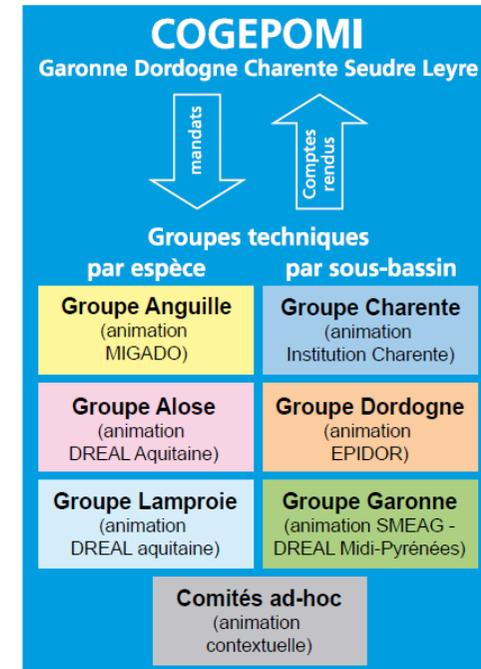 COGEPOMI
Garonne Dordogne Charente Seudre Leyre
mandats
Comptes
rendus
Groupes techniques
par espèce
par sous-bassin
Groupe Anguille
(animation
MIGADO)
Groupe Charente
(animation
Institution Charente)
Groupe Alose
(animation
DREAL Aquitaine)
Groupe Dordogne
(animation
EPIDOR)
Groupe Lamproie
(animation
DREAL aquitaine)
Groupe Garonne
(animation SMEAG -
DREAL Midi-Pyrénées)
Comités ad-hoc
(animation
contextuelle)